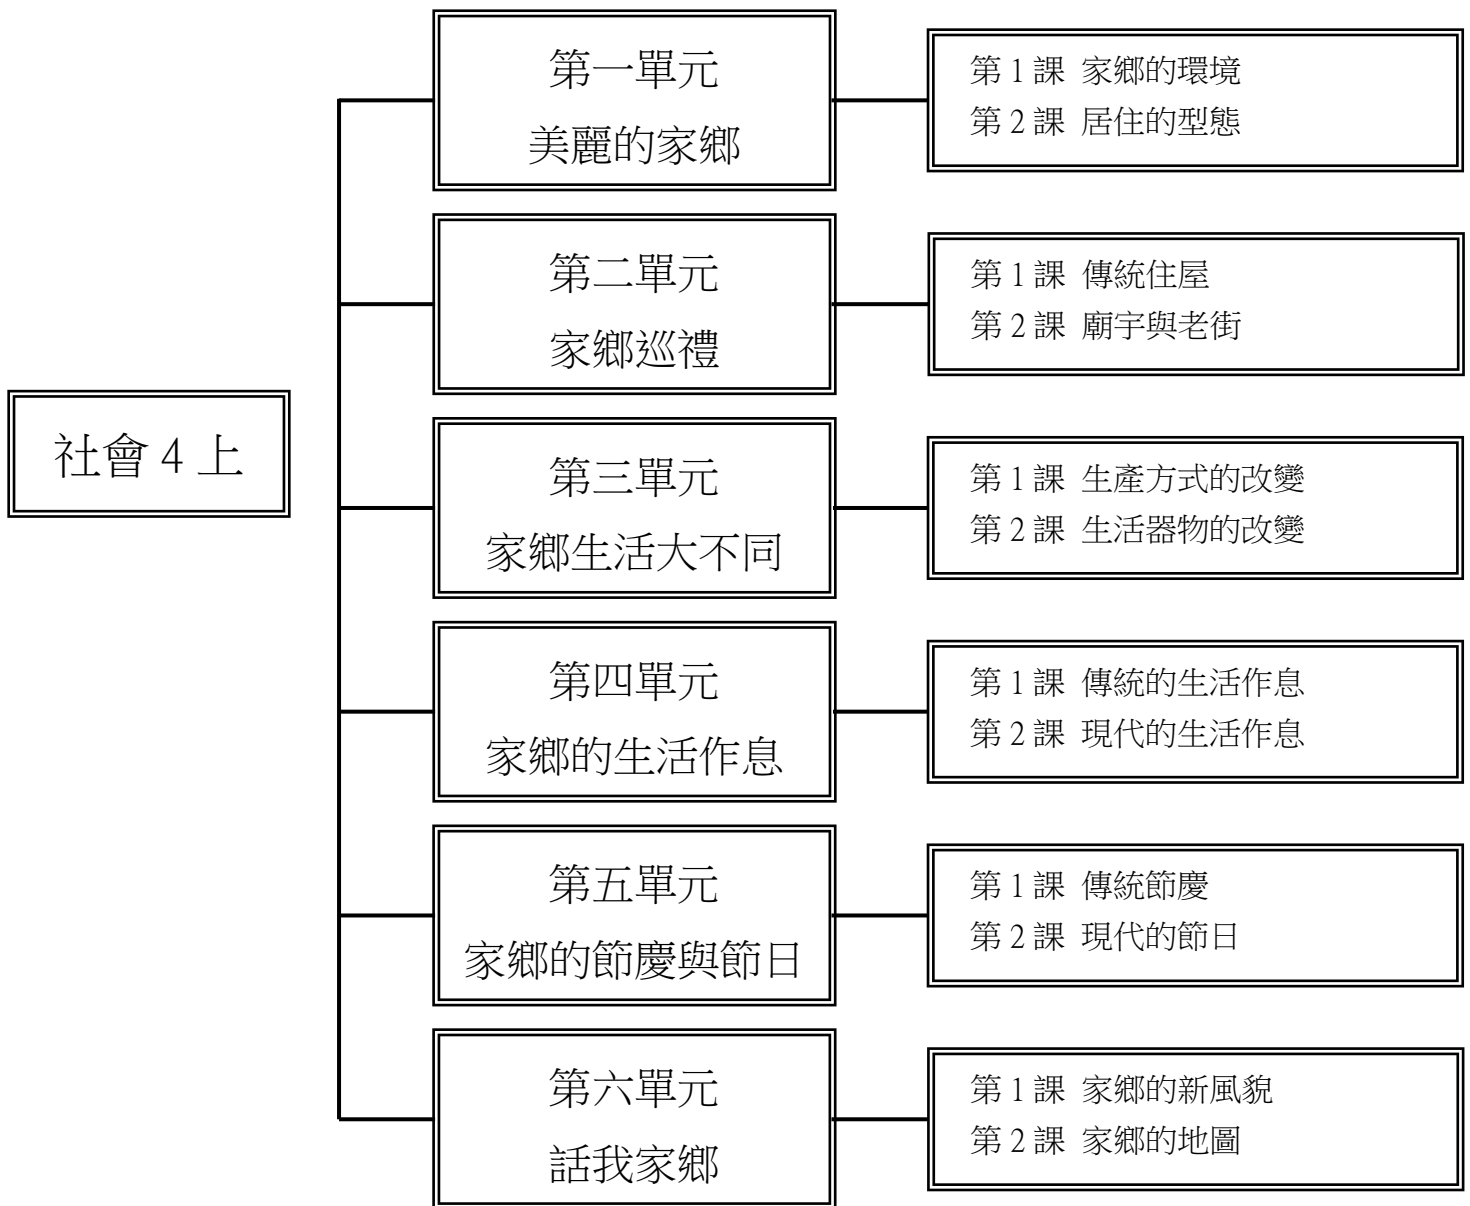 社會4上
第一單元
美麗的家鄉
第1課 家鄉的環境
第2課 居住的型態
第二單元
家鄉巡禮
第1課 傳統住屋
第2課 廟宇與老街
第三單元
家鄉生活大不同
第1課 生產方式的改變
第2課 生活器物的改變
第四單元
家鄉的生活作息
第1課 傳統的生活作息
第2課 現代的生活作息
第五單元
家鄉的節慶與節日
第1課 傳統節慶
第2課 現代的節日
第六單元
話我家鄉
第1課 家鄉的新風貌
第2課 家鄉的地圖